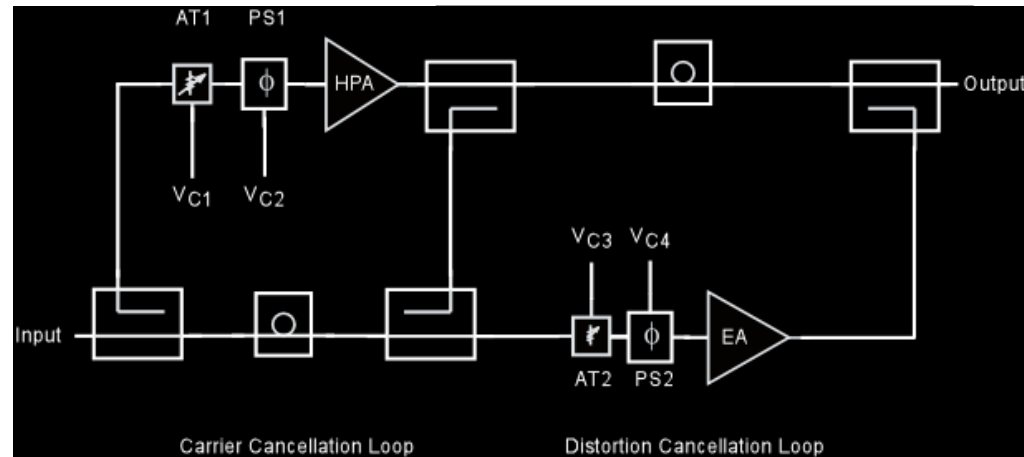 AT1 PS1
HPA
Output
VC1 VC2
VC3 VC4
Input
ϕ
ϕ
EA
AT2 PS2
Carrier Cancellation Loop Distortion Cancellation Loop